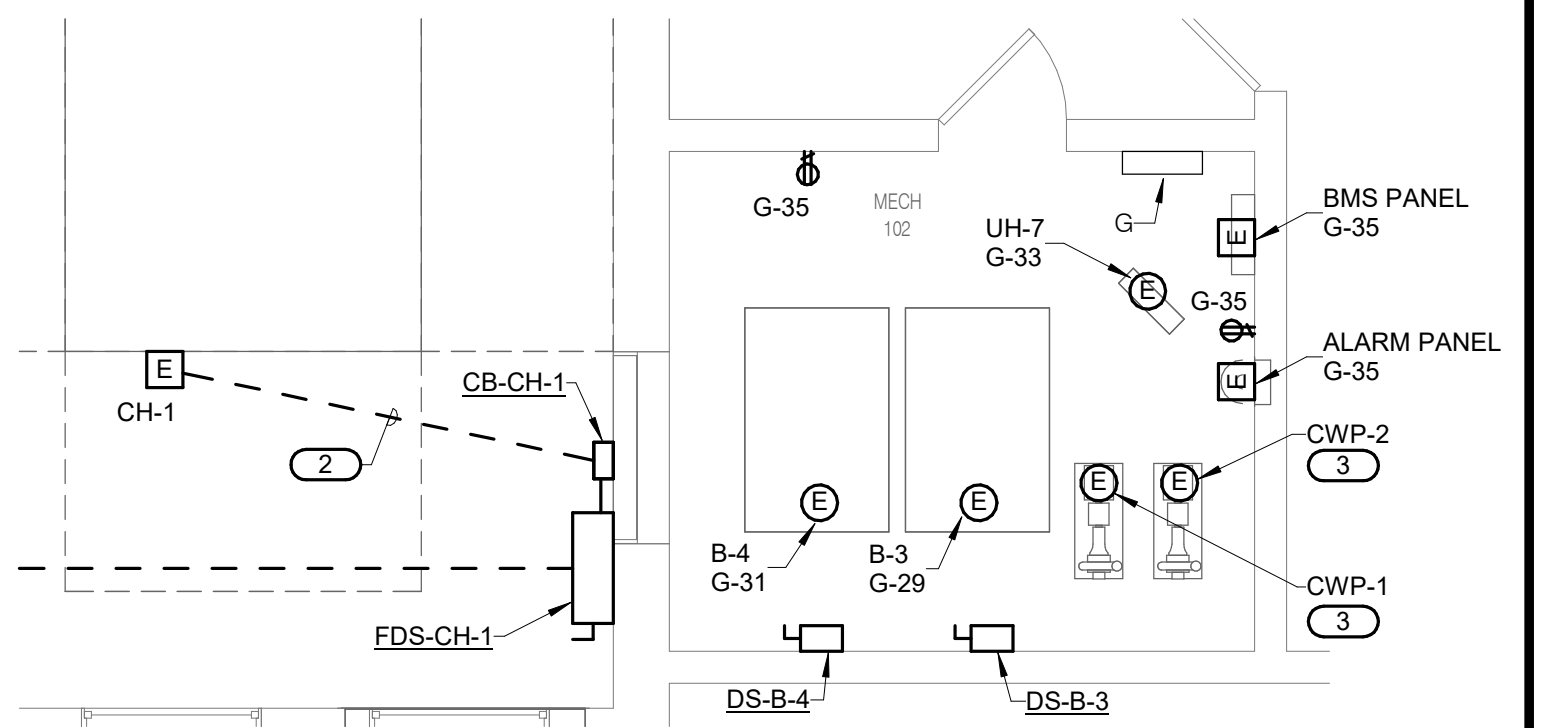 G-35
MECH
102
G
BMS PANEL
G-35
UH-7
G-33
E
E
G-35
ALARM PANEL
G-35
E
E
CH-1
CB-CH-1
2
CWP-2
3
E
E
E
E
B-4
G-31
B-3
G-29
CWP-1
3
FDS-CH-1
DS-B-4
DS-B-3